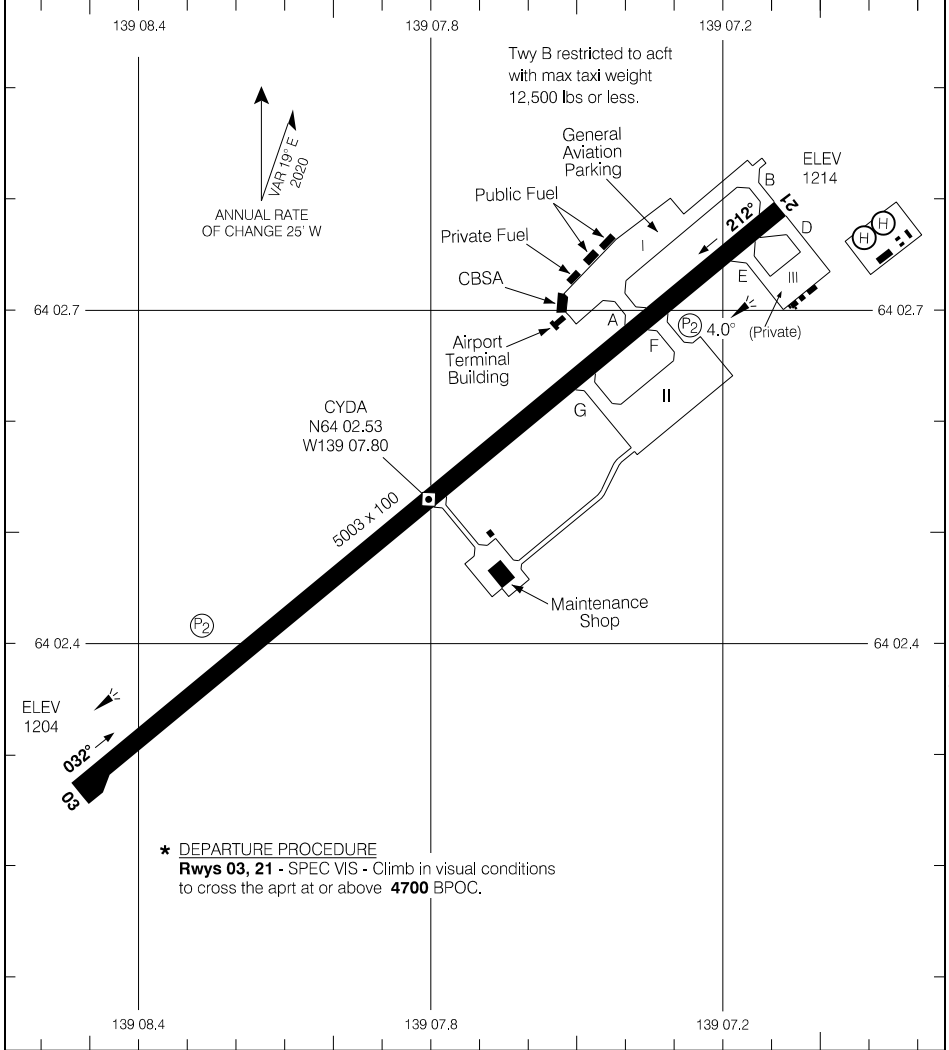 139 08.4
139 07.8
139 07.2
Twy B restricted to acft
with max taxi weight
12,500 lbs or less.
VAR 19° E
2020
ANNUAL RATE
OF CHANGE 25' W
General
Aviation
Parking
Public Fuel
Private Fuel
CBSA
Airport
Terminal
Building
ELEV
1214
B
21
212°
D
H
H
I
E
III
64 02.7
A
P2
4.0°
(Private)
64 02.7
F
II
G
CYDA
N64 02.53
W139 07.80
5003 x 100
Maintenance
Shop
P2
64 02.4
64 02.4
ELEV
1204
032°
03
* DEPARTURE PROCEDURE
Rwys 03, 21 - SPEC VIS - Climb in visual conditions
to cross the aprt at or above 4700 BPOC.
139 08.4
139 07.8
139 07.2